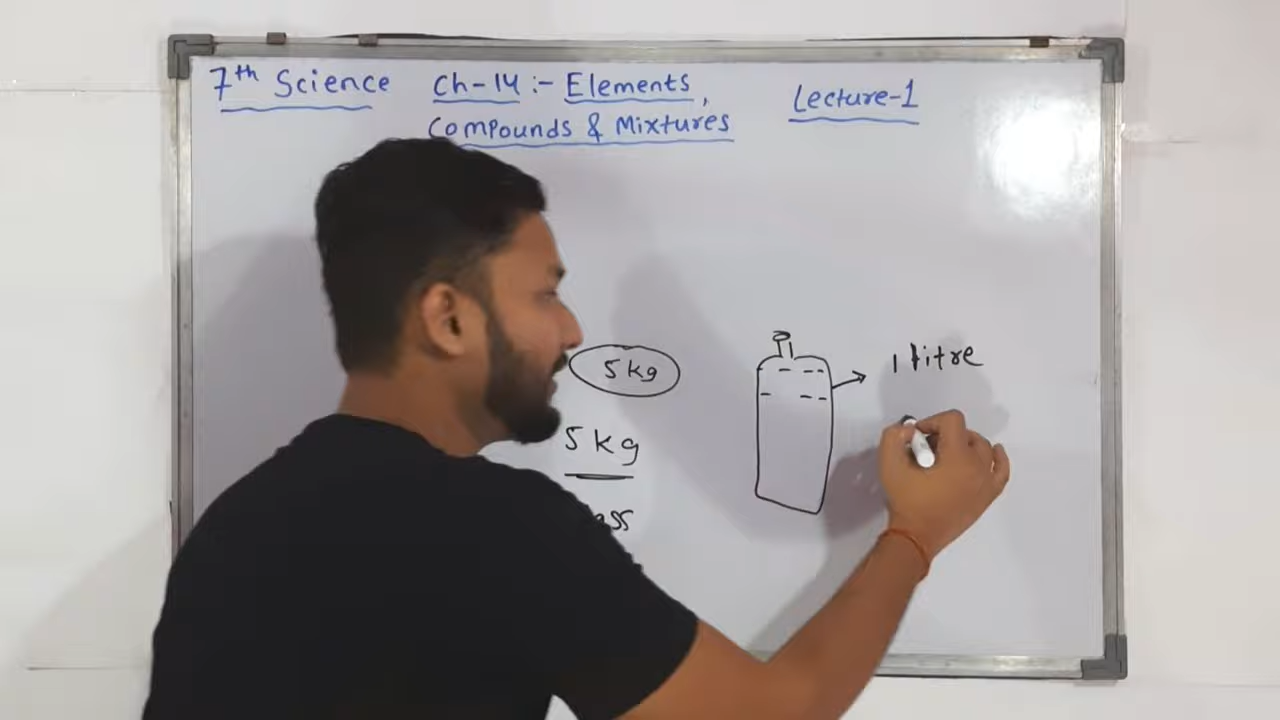 7th Science Ch-14 :- Elements, Lecture-1
Compounds & Mixtures
5 kg
1 litre
5 kg